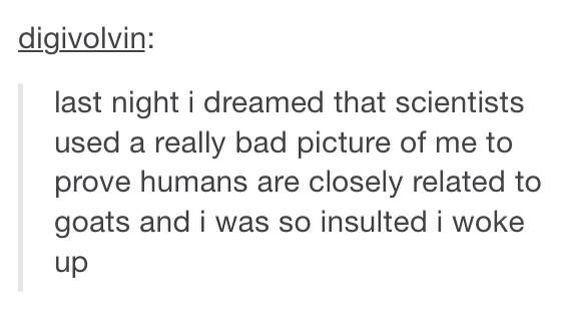 digivolvin:
last night i dreamed that scientists
used a really bad picture of me to
prove humans are closely related to
goats and i was so insulted i woke
up